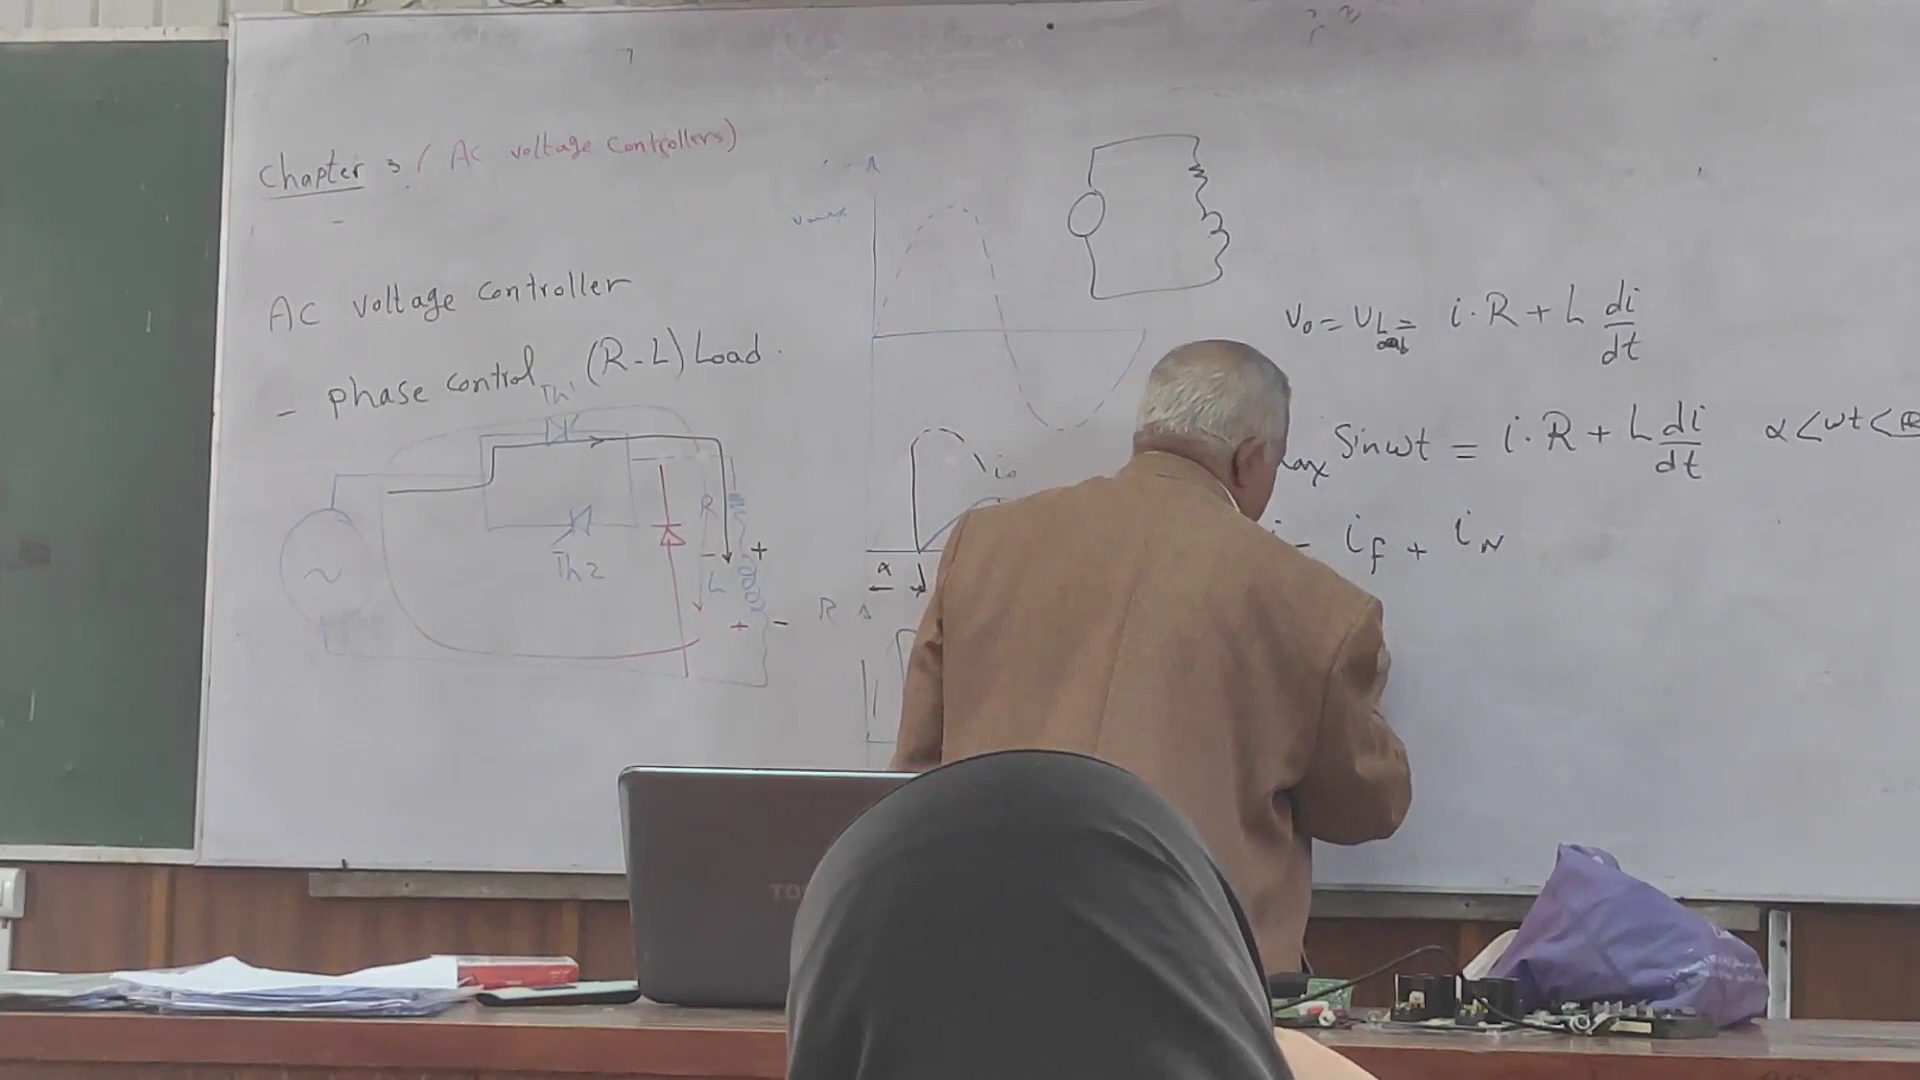 Chapter 3 ( AC voltage Controllers)
AC voltage controller
- phase control (R-L) Load.
Th1
Th2
R
L
+
-
+
-
α
i₀
R
v₀ = v_L = i·R + L di/dt
Sinωt = i·R + L di/dt α<ωt<
i_f + i_N